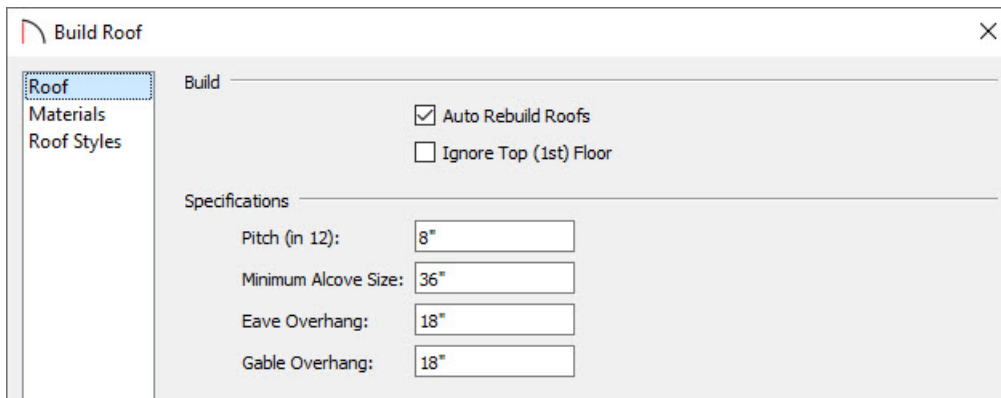 Build Roof
Roof
Materials
Roof Styles
Build
Auto Rebuild Roofs
Ignore Top (1st) Floor
Specifications
Pitch (in 12): 8"
Minimum Alcove Size: 36"
Eave Overhang: 18"
Gable Overhang: 18"